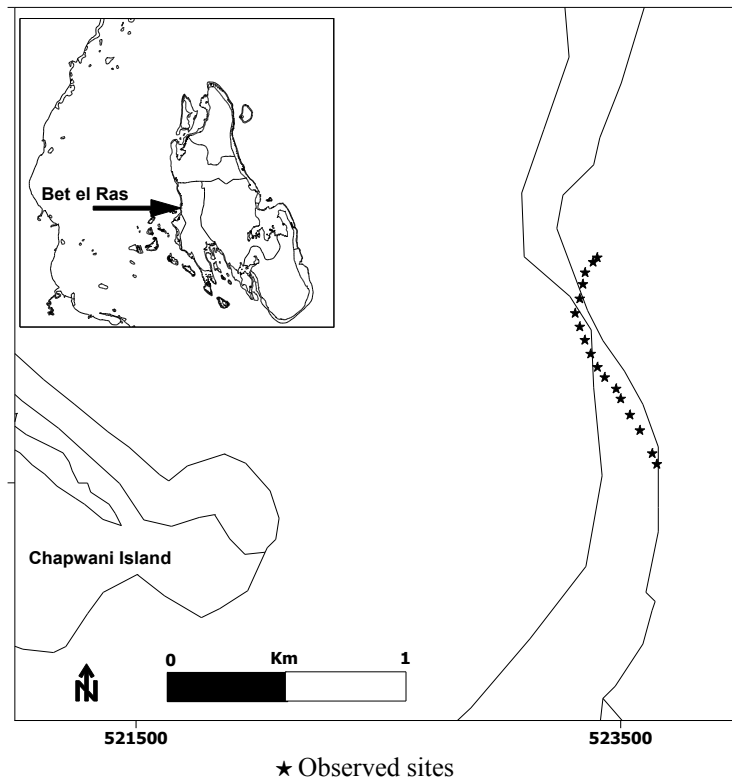 Bet el Ras
Chapwani Island
N
0 Km 1
521500 523500
★ Observed sites